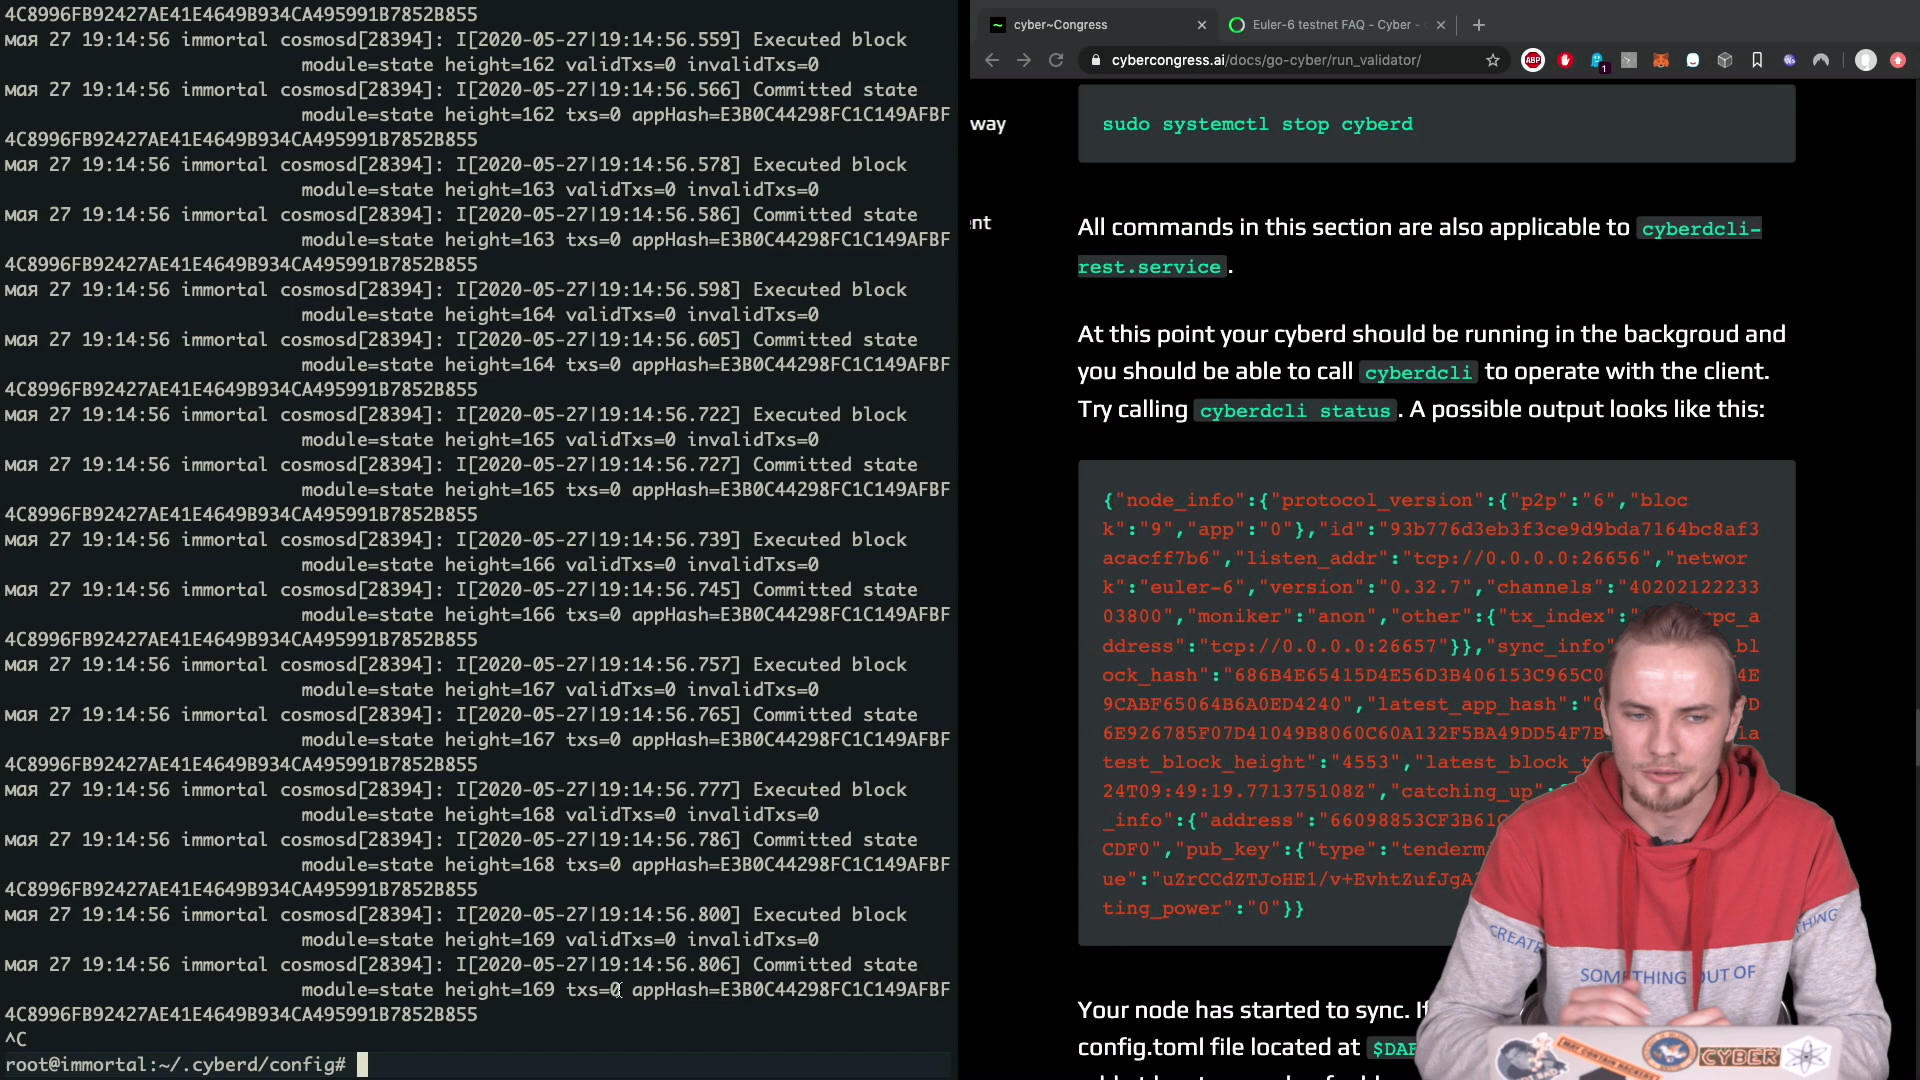 4C8996FB92427AE41E4649B934CA495991B7852B855
мая 27 19:14:56 immortal cosmosd[28394]: I[2020-05-27|19:14:56.559] Executed block
module=state height=162 validTxs=0 invalidTxs=0
мая 27 19:14:56 immortal cosmosd[28394]: I[2020-05-27|19:14:56.566] Committed state
module=state height=162 txs=0 appHash=E3B0C44298FC1C149AFBF
4C8996FB92427AE41E4649B934CA495991B7852B855
мая 27 19:14:56 immortal cosmosd[28394]: I[2020-05-27|19:14:56.578] Executed block
module=state height=163 validTxs=0 invalidTxs=0
мая 27 19:14:56 immortal cosmosd[28394]: I[2020-05-27|19:14:56.586] Committed state
module=state height=163 txs=0 appHash=E3B0C44298FC1C149AFBF
4C8996FB92427AE41E4649B934CA495991B7852B855
мая 27 19:14:56 immortal cosmosd[28394]: I[2020-05-27|19:14:56.598] Executed block
module=state height=164 validTxs=0 invalidTxs=0
мая 27 19:14:56 immortal cosmosd[28394]: I[2020-05-27|19:14:56.605] Committed state
module=state height=164 txs=0 appHash=E3B0C44298FC1C149AFBF
4C8996FB92427AE41E4649B934CA495991B7852B855
мая 27 19:14:56 immortal cosmosd[28394]: I[2020-05-27|19:14:56.722] Executed block
module=state height=165 validTxs=0 invalidTxs=0
мая 27 19:14:56 immortal cosmosd[28394]: I[2020-05-27|19:14:56.727] Committed state
module=state height=165 txs=0 appHash=E3B0C44298FC1C149AFBF
4C8996FB92427AE41E4649B934CA495991B7852B855
мая 27 19:14:56 immortal cosmosd[28394]: I[2020-05-27|19:14:56.739] Executed block
module=state height=166 validTxs=0 invalidTxs=0
мая 27 19:14:56 immortal cosmosd[28394]: I[2020-05-27|19:14:56.745] Committed state
module=state height=166 txs=0 appHash=E3B0C44298FC1C149AFBF
4C8996FB92427AE41E4649B934CA495991B7852B855
мая 27 19:14:56 immortal cosmosd[28394]: I[2020-05-27|19:14:56.757] Executed block
module=state height=167 validTxs=0 invalidTxs=0
мая 27 19:14:56 immortal cosmosd[28394]: I[2020-05-27|19:14:56.765] Committed state
module=state height=167 txs=0 appHash=E3B0C44298FC1C149AFBF
4C8996FB92427AE41E4649B934CA495991B7852B855
мая 27 19:14:56 immortal cosmosd[28394]: I[2020-05-27|19:14:56.777] Executed block
module=state height=168 validTxs=0 invalidTxs=0
мая 27 19:14:56 immortal cosmosd[28394]: I[2020-05-27|19:14:56.786] Committed state
module=state height=168 txs=0 appHash=E3B0C44298FC1C149AFBF
4C8996FB92427AE41E4649B934CA495991B7852B855
мая 27 19:14:56 immortal cosmosd[28394]: I[2020-05-27|19:14:56.800] Executed block
module=state height=169 validTxs=0 invalidTxs=0
мая 27 19:14:56 immortal cosmosd[28394]: I[2020-05-27|19:14:56.806] Committed state
module=state height=169 txs=0 appHash=E3B0C44298FC1C149AFBF
4C8996FB92427AE41E4649B934CA495991B7852B855
^C
root@immortal:~/.cyberd/config#
cyber~Congress
Euler-6 testnet FAQ - Cyber -
cybercongress.ai/docs/go-cyber/run_validator/
ABP
1
way
sudo systemctl stop cyberd
nt
All commands in this section are also applicable to cyberdcli-
rest.service.
At this point your cyberd should be running in the backgroud and
you should be able to call cyberdcli to operate with the client.
Try calling cyberdcli status. A possible output looks like this:
{"node_info":{"protocol_version":{"p2p":"6","bloc
k":"9","app":"0"},"id":"93b776d3eb3f3ce9d9bda7164bc8af3
acacff7b6","listen_addr":"tcp://0.0.0.0:26656","networ
k":"euler-6","version":"0.32.7","channels":"40202122233
03800","moniker":"anon","other":{"tx_index": rpc_a
ddress":"tcp://0.0.0.0:26657"}},"sync_info" bl
ock_hash":"686B4E65415D4E56D3B406153C965C0 4E
9CABF65064B6A0ED4240","latest_app_hash":"0 D
6E926785F07D41049B8060C60A132F5BA49DD54F7B la
test_block_height":"4553","latest_block_t
24T09:49:19.771375108Z","catching_up":
_info":{"address":"66098853CF3B61C
CDF0","pub_key":{"type":"tenderm
ue":"uZrCCdZTJoHE1/v+EvhtZufJgA
ting_power":"0"}}
Your node has started to sync. I
config.toml file located at $DAE
CREATE
THING
SOMETHING OUT OF
MAY CONTAIN HACKERS
CYBER